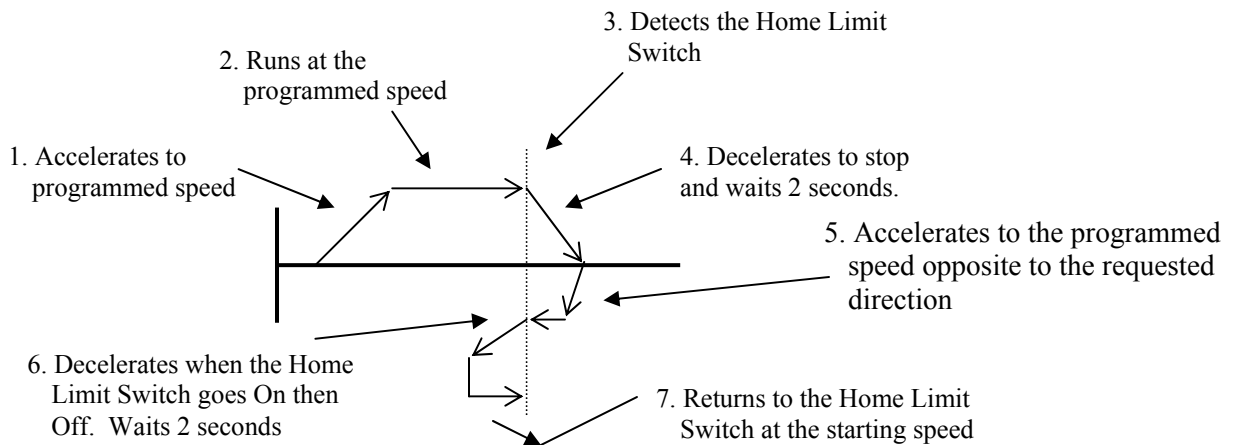 1. Accelerates to
programmed speed
2. Runs at the
programmed speed
3. Detects the Home Limit
Switch
4. Decelerates to stop
and waits 2 seconds.
5. Accelerates to the programmed
speed opposite to the requested
direction
6. Decelerates when the Home
Limit Switch goes On then
Off. Waits 2 seconds
7. Returns to the Home Limit
Switch at the starting speed